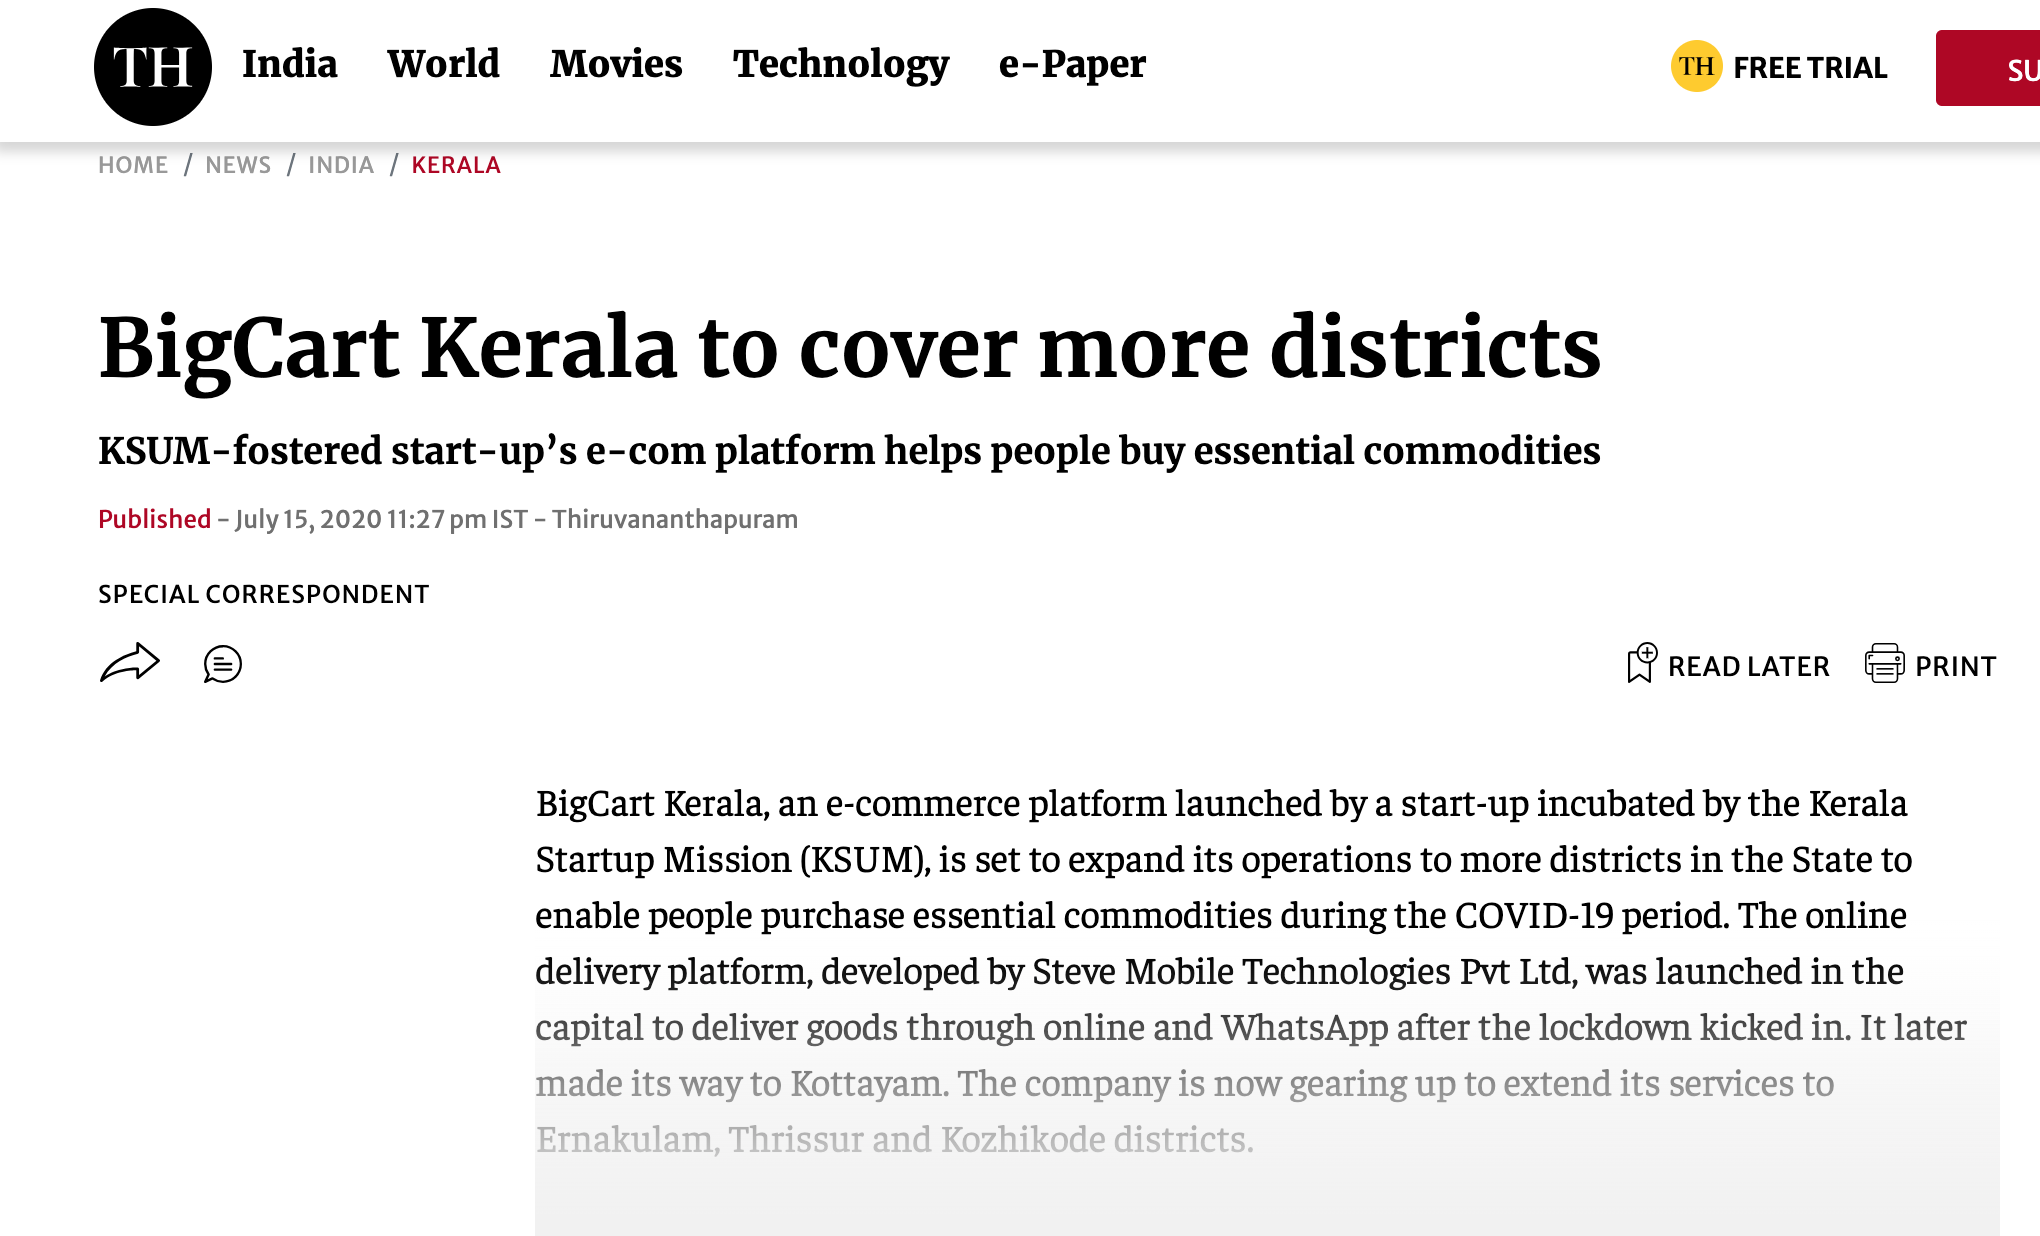 TH India World Movies Technology e-Paper TH FREE TRIAL SU
HOME / NEWS / INDIA / KERALA
BigCart Kerala to cover more districts
KSUM-fostered start-up’s e-com platform helps people buy essential commodities
Published - July 15, 2020 11:27 pm IST - Thiruvananthapuram
SPECIAL CORRESPONDENT
READ LATER PRINT
BigCart Kerala, an e-commerce platform launched by a start-up incubated by the Kerala
Startup Mission (KSUM), is set to expand its operations to more districts in the State to
enable people purchase essential commodities during the COVID-19 period. The online
delivery platform, developed by Steve Mobile Technologies Pvt Ltd, was launched in the
capital to deliver goods through online and WhatsApp after the lockdown kicked in. It later
made its way to Kottayam. The company is now gearing up to extend its services to
Ernakulam, Thrissur and Kozhikode districts.